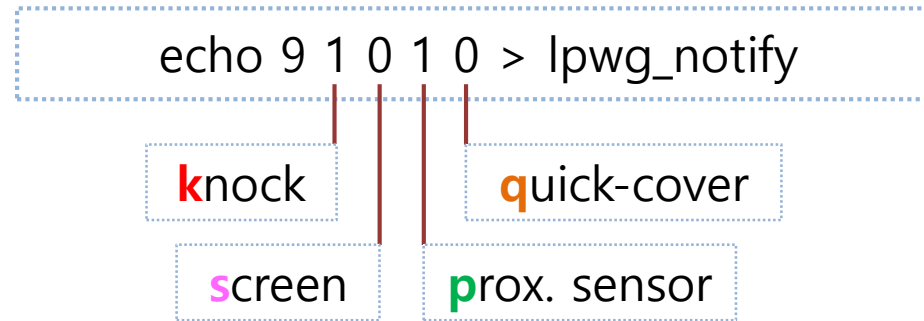 echo 9 1 0 1 0 > lpwg_notify
knock
quick-cover
screen
prox. sensor